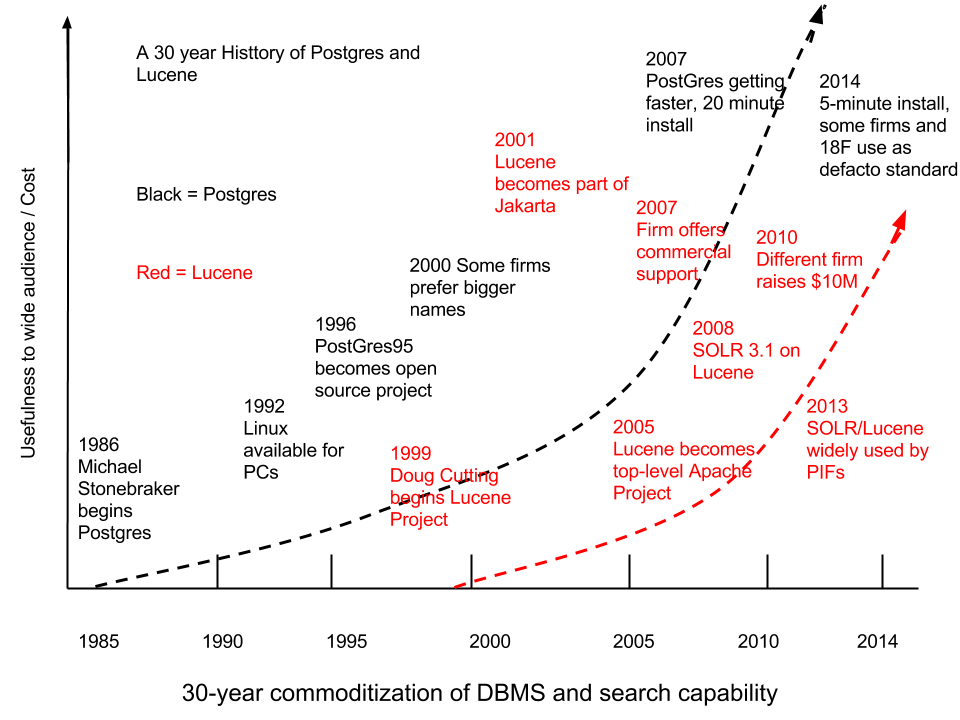 A 30 year Histtory of Postgres and
Lucene
Black = Postgres
Red = Lucene
Usefulness to wide audience / Cost
1986
Michael
Stonebraker
begins
Postgres
1992
Linux
available for
PCs
1996
PostGres95
becomes open
source project
2000 Some firms
prefer bigger
names
2007
PostGres getting
faster, 20 minute
install
2014
5-minute install,
some firms and
18F use as
defacto standard
1999
Doug Cutting
begins Lucene
Project
2001
Lucene
becomes part of
Jakarta
2005
Lucene becomes
top-level Apache
Project
2007
Firm offers
commercial
support
2008
SOLR 3.1 on
Lucene
2010
Different firm
raises $10M
2013
SOLR/Lucene
widely used by
PIFs
1985 1990 1995 2000 2005 2010 2014
30-year commoditization of DBMS and search capability